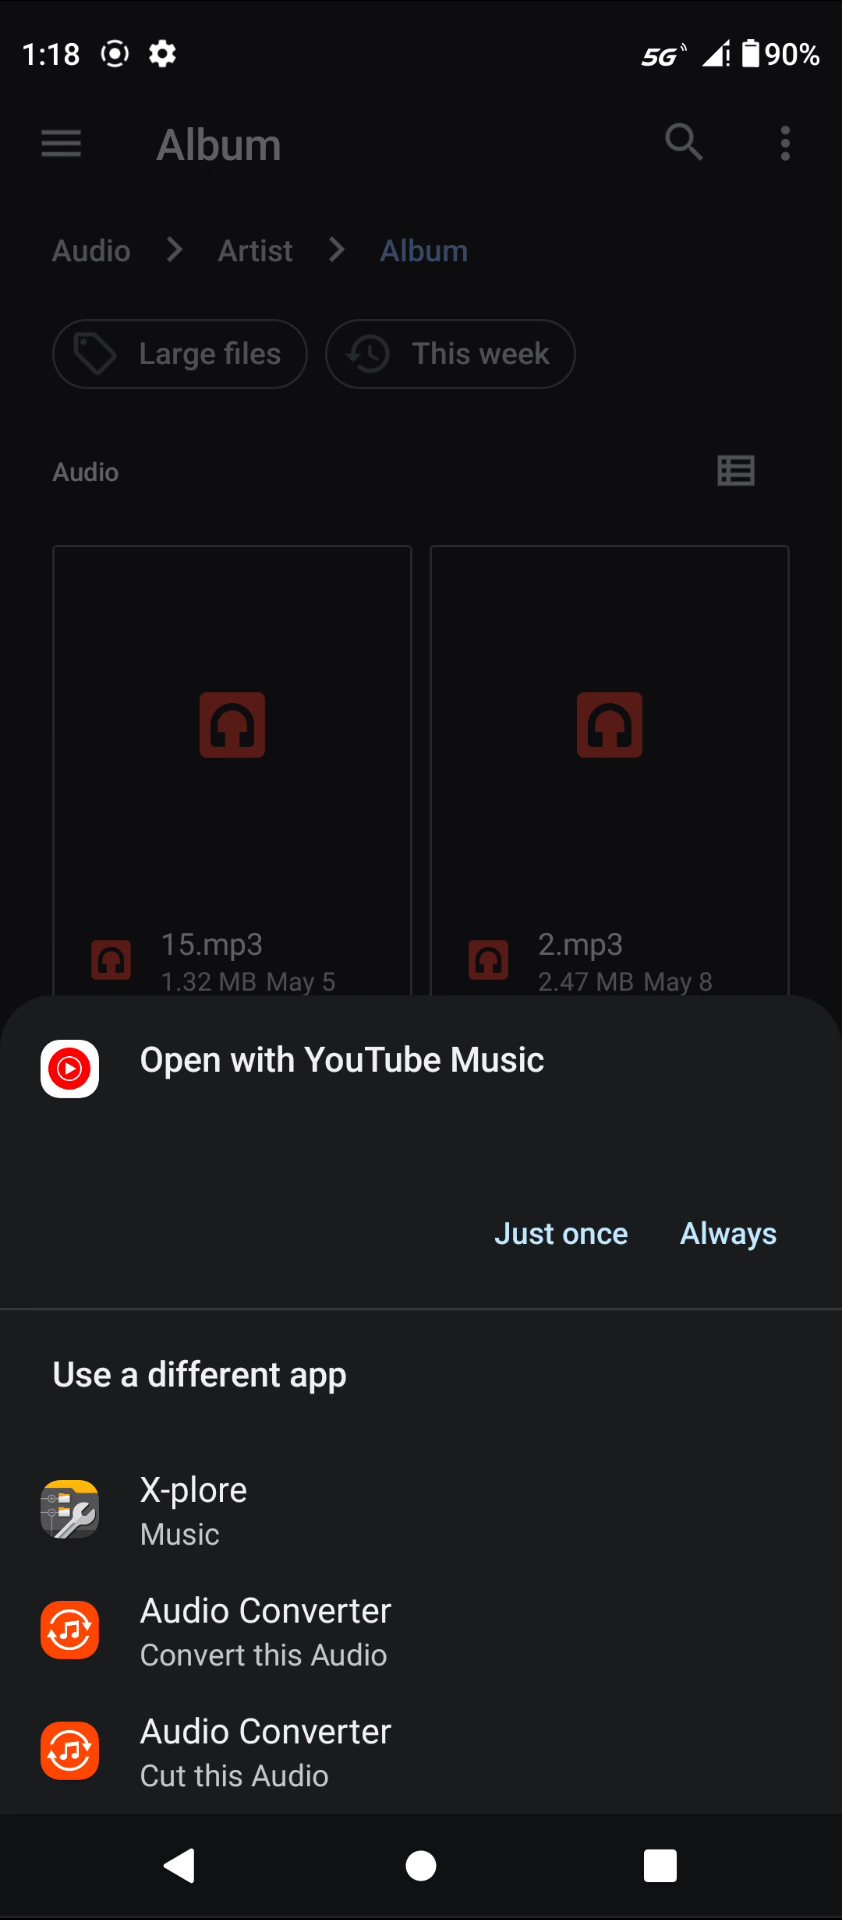 1:18 5G 90%
Album
Audio Artist Album
Large files This week
Audio
15.mp3
1.32 MB May 5
2.mp3
2.47 MB May 8
Open with YouTube Music
Just once Always
Use a different app
X-plore
Music
Audio Converter
Convert this Audio
Audio Converter
Cut this Audio